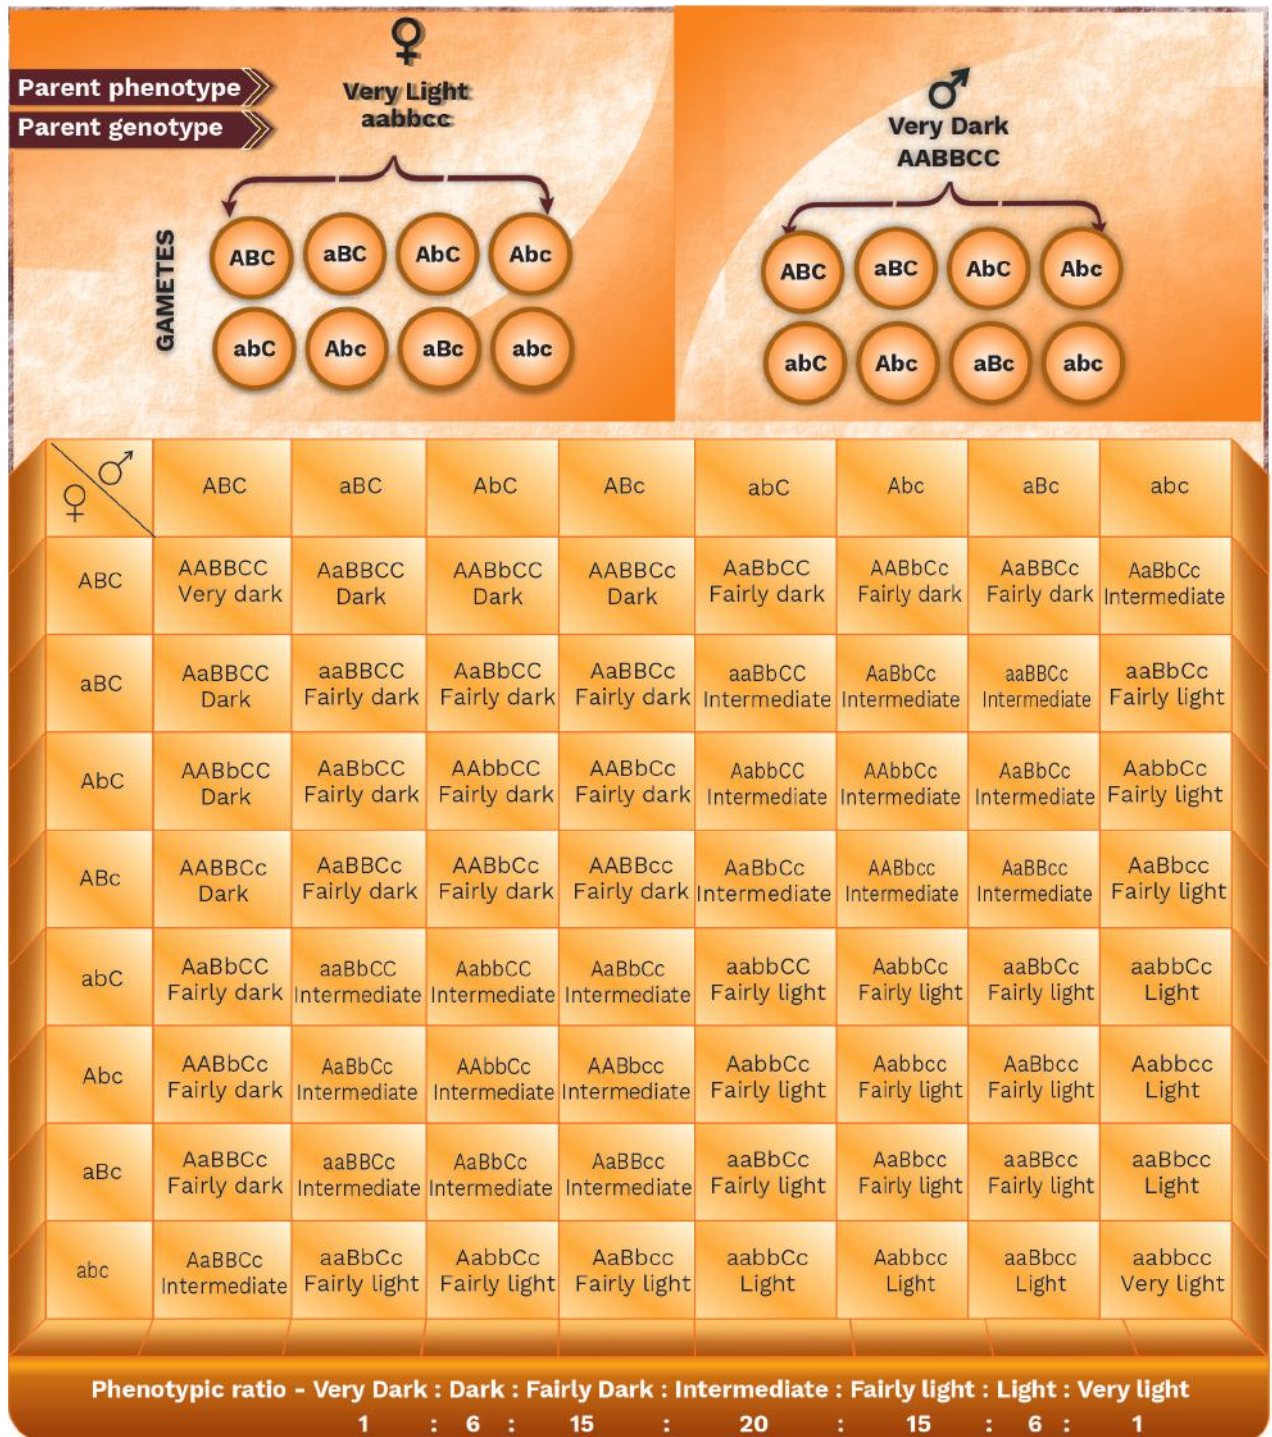 Parent phenotype
Parent genotype
♀
Very Light
aabbcc
♂
Very Dark
AABBCC
GAMETES
ABC aBC AbC Abc
abC Abc aBc abc
ABC aBC AbC Abc
abC Abc aBc abc
♀ ♂ ABC aBC AbC ABc abC Abc aBc abc
ABC AABBCC AaBBCC AABbCC AABBCc AaBbCC AABbCc AaBBCc AaBbCc
Very dark Dark Dark Dark Fairly dark Fairly dark Fairly dark Intermediate
aBC AaBBCC aaBBCC AaBbCC AaBBCc aaBbCC AaBbCc aaBBCc aaBbCc
Dark Fairly dark Fairly dark Fairly dark Intermediate Intermediate Intermediate Fairly light
AbC AABbCC AaBbCC AAbbCC AABbCc AabbCC AAbbCc AaBbCc AabbCc
Dark Fairly dark Fairly dark Fairly dark Intermediate Intermediate Intermediate Fairly light
ABc AABBCc AaBBCc AABbCc AABBcc AaBbCc AABbcc AaBBcc AaBbcc
Dark Fairly dark Fairly dark Fairly dark Intermediate Intermediate Intermediate Fairly light
abC AaBbCC aaBbCC AabbCC AaBbCc aabbCC AabbCc aaBbCc aabbCc
Fairly dark Intermediate Intermediate Intermediate Fairly light Fairly light Fairly light Light
Abc AABbCc AaBbCc AAbbCc AABbcc AabbCc Aabbcc AaBbcc Aabbcc
Fairly dark Intermediate Intermediate Intermediate Fairly light Fairly light Fairly light Light
aBc AaBBCc aaBBCc AaBbCc AaBBcc aaBbCc AaBbcc aaBBcc aaBbcc
Fairly dark Intermediate Intermediate Intermediate Fairly light Fairly light Fairly light Light
abc AaBBCc aaBbCc AabbCc AaBbcc aabbCc Aabbcc aaBbcc aabbcc
Intermediate Fairly light Fairly light Fairly light Light Light Light Very light
Phenotypic ratio - Very Dark : Dark : Fairly Dark : Intermediate : Fairly light : Light : Very light
1 : 6 : 15 : 20 : 15 : 6 : 1